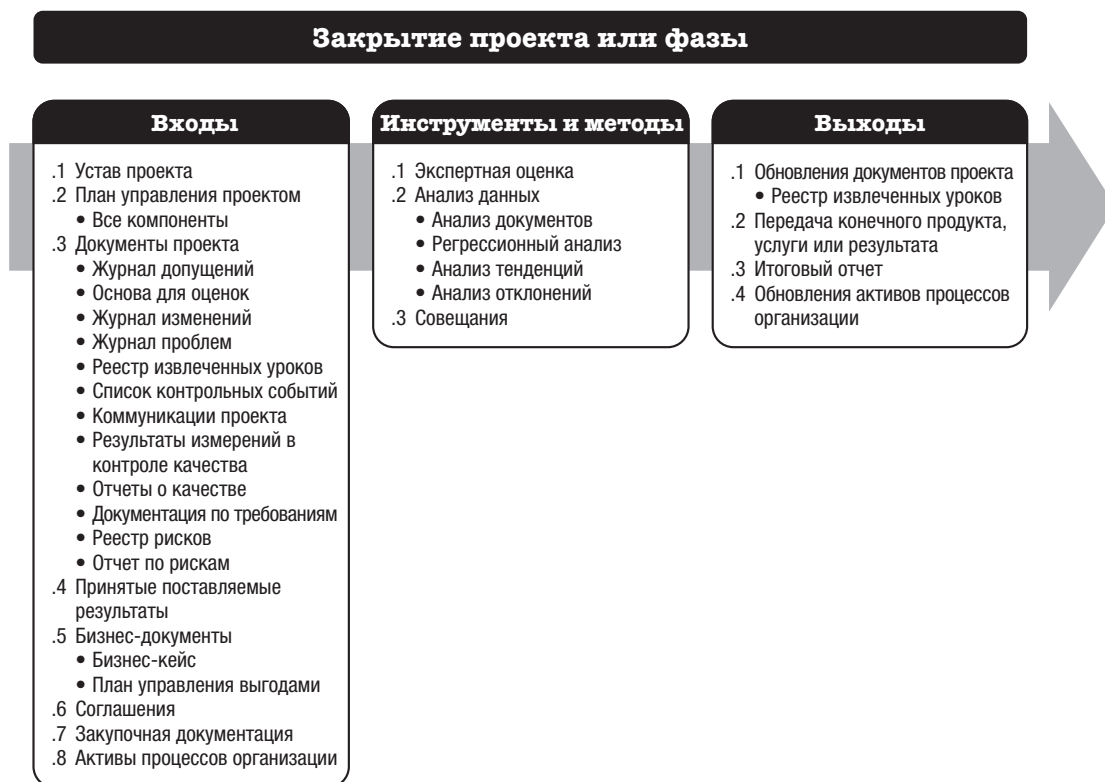 Закрытие проекта или фазы
Входы
.1 Устав проекта
.2 План управления проектом
• Все компоненты
.3 Документы проекта
• Журнал допущений
• Основа для оценок
• Журнал изменений
• Журнал проблем
• Реестр извлеченных уроков
• Список контрольных событий
• Коммуникации проекта
• Результаты измерений в
контроле качества
• Отчеты о качестве
• Документация по требованиям
• Реестр рисков
• Отчет по рискам
.4 Принятые поставляемые
результаты
.5 Бизнес-документы
• Бизнес-кейс
• План управления выгодами
.6 Соглашения
.7 Закупочная документация
.8 Активы процессов организации
Инструменты и методы
.1 Экспертная оценка
.2 Анализ данных
• Анализ документов
• Регрессионный анализ
• Анализ тенденций
• Анализ отклонений
.3 Совещания
Выходы
.1 Обновления документов проекта
• Реестр извлеченных уроков
.2 Передача конечного продукта,
услуги или результата
.3 Итоговый отчет
.4 Обновления активов процессов
организации